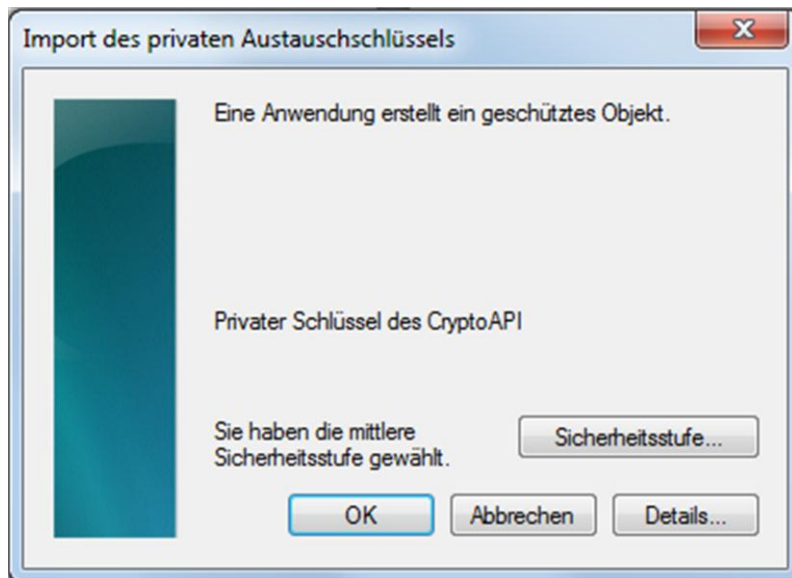 Import des privaten Austauschschlüssels
Eine Anwendung erstellt ein geschütztes Objekt.
Privater Schlüssel des CryptoAPI
Sie haben die mittlere
Sicherheitsstufe gewählt.
Sicherheitsstufe...
OK
Abbrechen
Details...